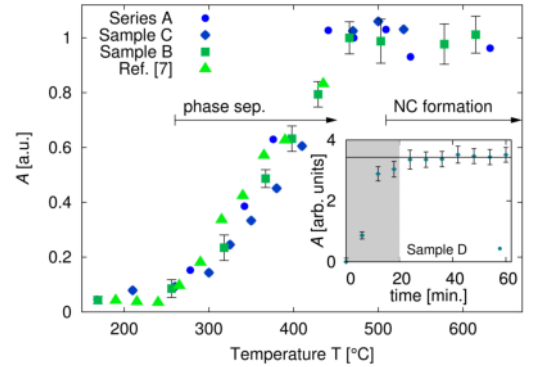 Series A
Sample C
Sample B
Ref. [7]
phase sep.
NC formation
A [a.u.]
1
0.8
0.6
0.4
0.2
0
200
300
400
500
600
Temperature T [°C]
A [arb. units]
4
2
0
Sample D
0
20
40
60
time [min.]